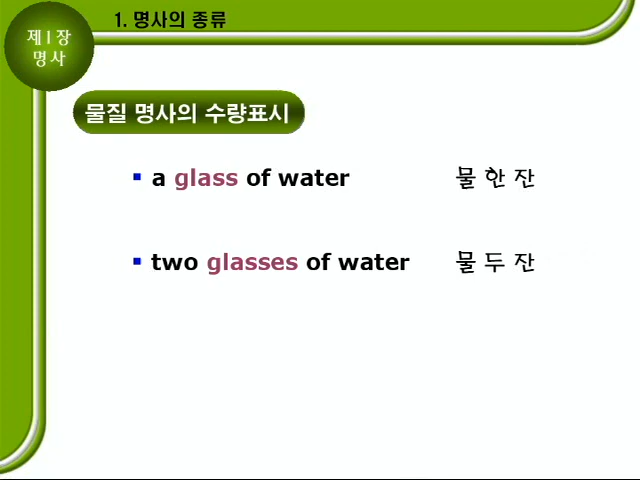 1. 명사의 종류
제1장
명사
물질 명사의 수량표시
a glass of water 물 한 잔
two glasses of water 물 두 잔